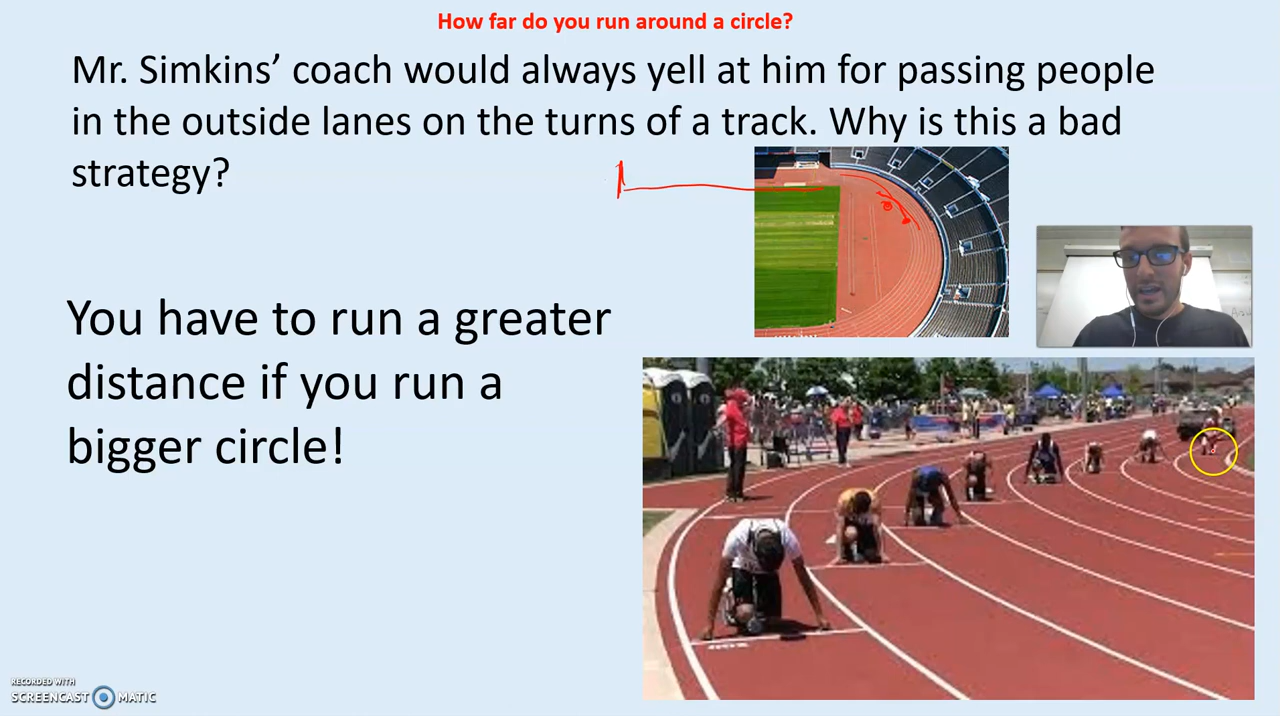 How far do you run around a circle?
Mr. Simkins’ coach would always yell at him for passing people
in the outside lanes on the turns of a track. Why is this a bad
strategy?
You have to run a greater
distance if you run a
bigger circle!
RECORDED WITH
SCREENCAST MATIC